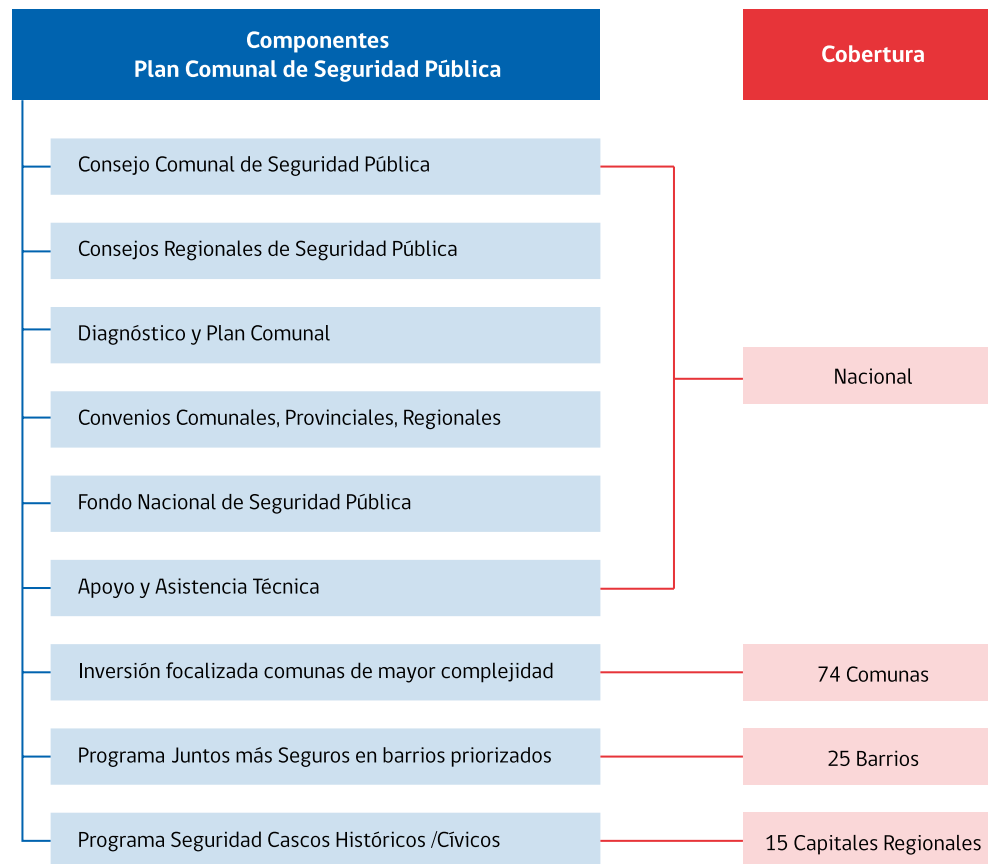 Componentes
Plan Comunal de Seguridad Pública
Cobertura
Consejo Comunal de Seguridad Pública
Consejos Regionales de Seguridad Pública
Diagnóstico y Plan Comunal
Nacional
Convenios Comunales, Provinciales, Regionales
Fondo Nacional de Seguridad Pública
Apoyo y Asistencia Técnica
Inversión focalizada comunas de mayor complejidad
74 Comunas
Programa Juntos más Seguros en barrios priorizados
25 Barrios
Programa Seguridad Cascos Históricos /Cívicos
15 Capitales Regionales